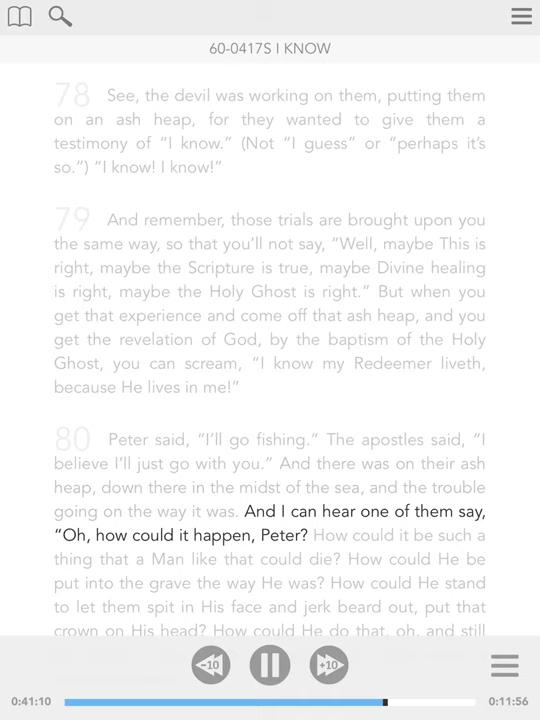 60-0417S I KNOW
78 See, the devil was working on them, putting them
on an ash heap, for they wanted to give them a
testimony of “I know.” (Not “I guess” or “perhaps it’s
so.”) “I know! I know!”
79 And remember, those trials are brought upon you
the same way, so that you’ll not say, “Well, maybe This is
right, maybe the Scripture is true, maybe Divine healing
is right, maybe the Holy Ghost is right.” But when you
get that experience and come off that ash heap, and you
get the revelation of God, by the baptism of the Holy
Ghost, you can scream, “I know my Redeemer liveth,
because He lives in me!”
80 Peter said, “I’ll go fishing.” The apostles said, “I
believe I’ll just go with you.” And there was on their ash
heap, down there in the midst of the sea, and the trouble
going on the way it was. And I can hear one of them say,
“Oh, how could it happen, Peter? How could it be such a
thing that a Man like that could die? How could He be
put into the grave the way He was? How could He stand
to let them spit in His face and jerk beard out, put that
crown on His head? How could He do that, oh, and still
-10 +10
0:41:10 0:11:56